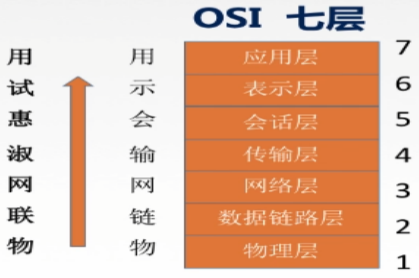 OSI 七层
用 用 应用层 7
试 示 表示层 6
惠 会 会话层 5
淑 输 传输层 4
网 网 网络层 3
联 链 数据链路层 2
物 物 物理层 1